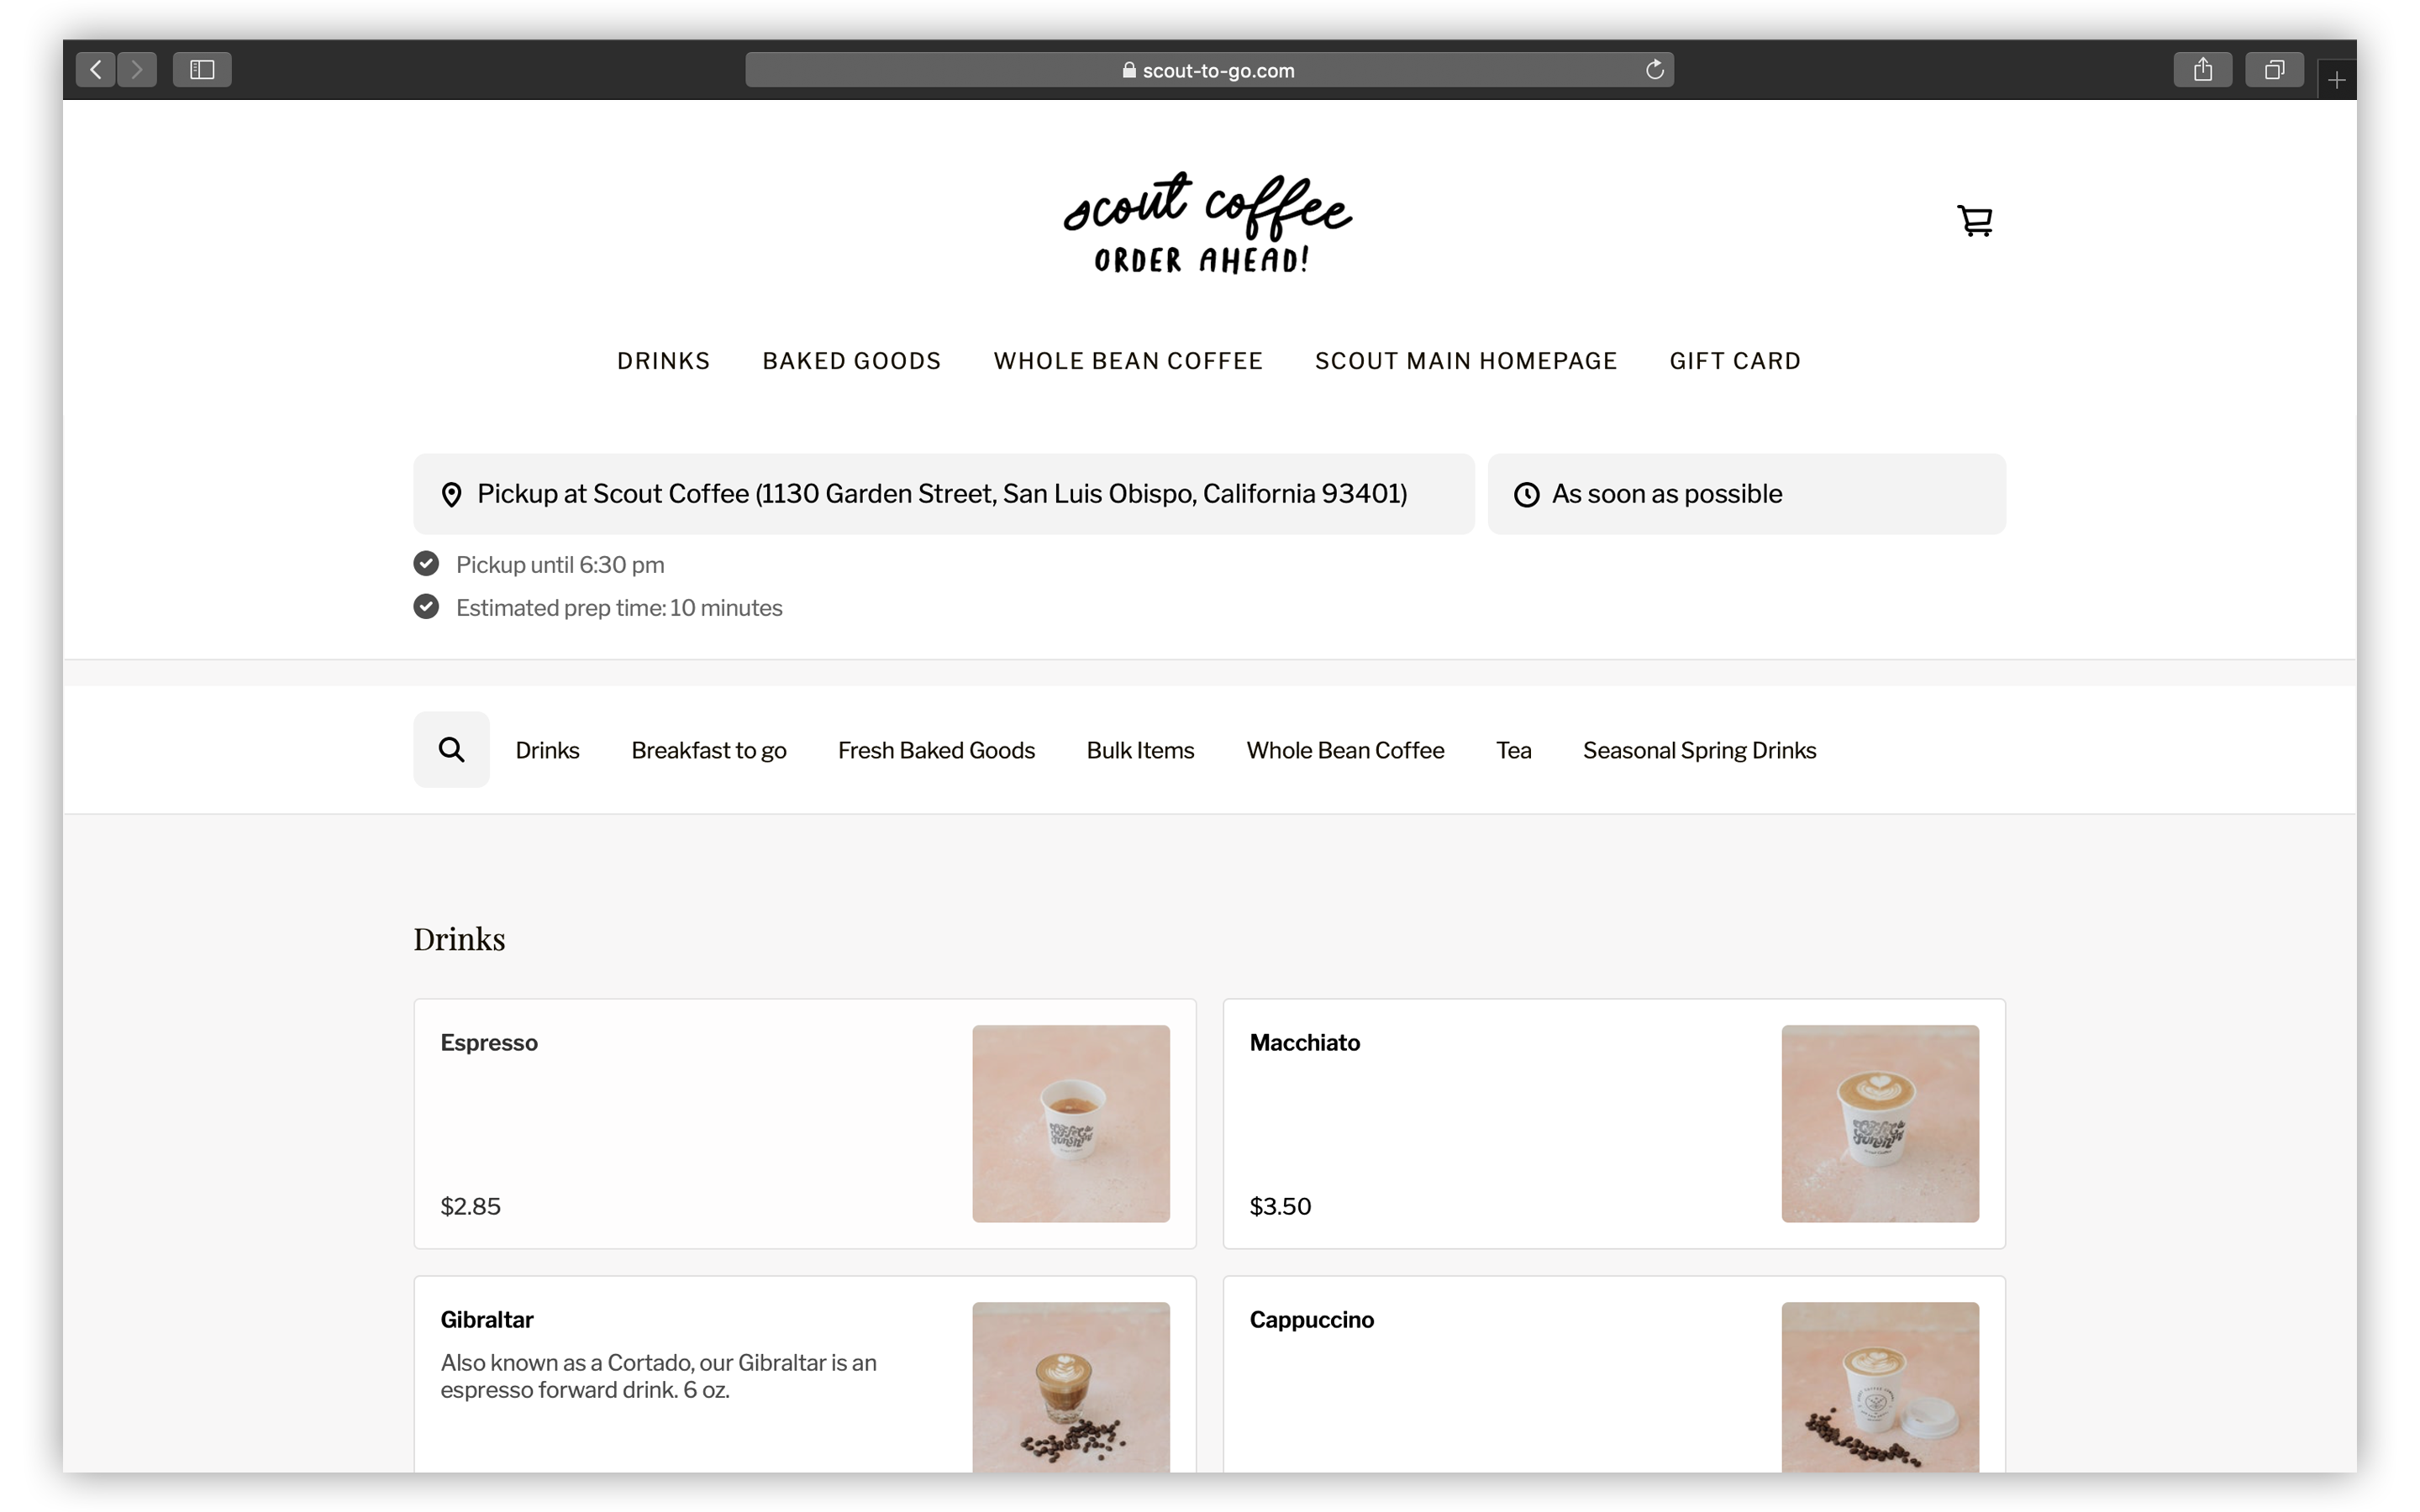 scout-to-go.com
scout coffee
ORDER AHEAD!
DRINKS BAKED GOODS WHOLE BEAN COFFEE SCOUT MAIN HOMEPAGE GIFT CARD
Pickup at Scout Coffee (1130 Garden Street, San Luis Obispo, California 93401) As soon as possible
Pickup until 6:30 pm
Estimated prep time: 10 minutes
Drinks Breakfast to go Fresh Baked Goods Bulk Items Whole Bean Coffee Tea Seasonal Spring Drinks
Drinks
Espresso
$2.85
Macchiato
$3.50
Gibraltar
Also known as a Cortado, our Gibraltar is an
espresso forward drink. 6 oz.
Cappuccino